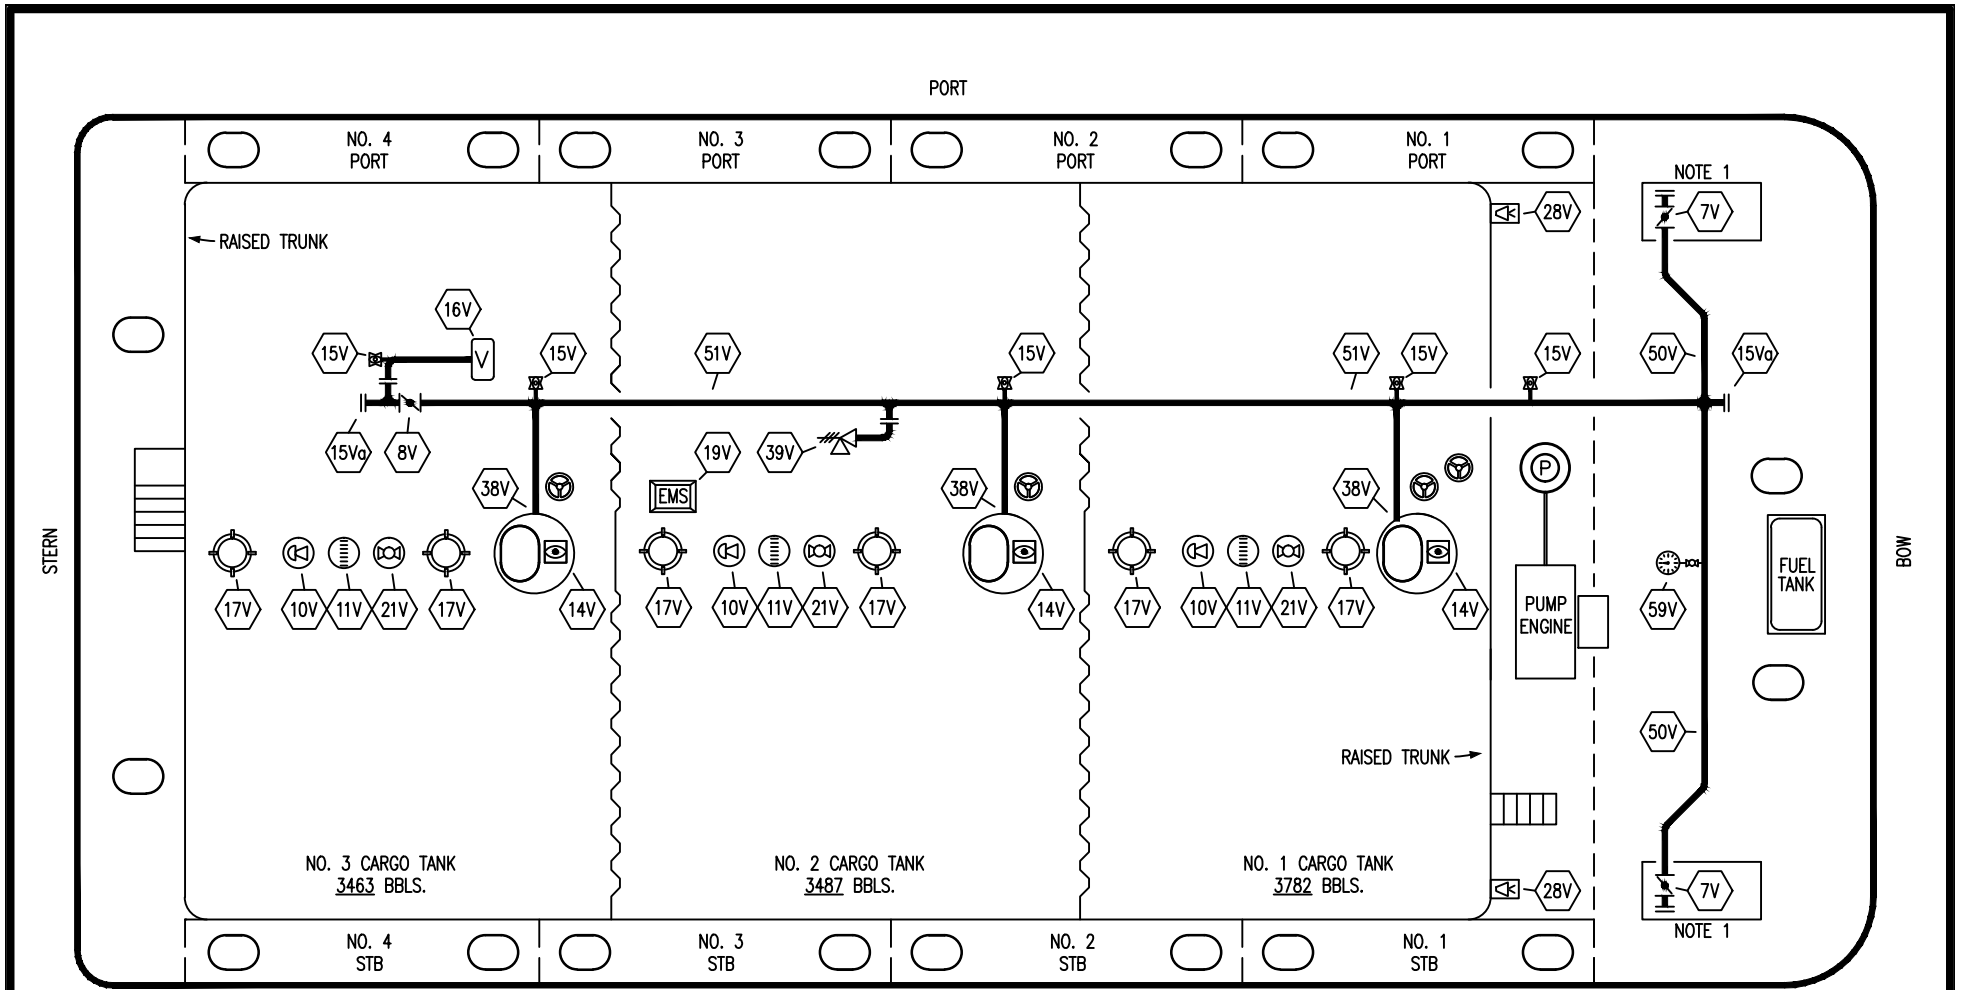 PORT
NO. 4
PORT
NO. 3
PORT
NO. 2
PORT
NO. 1
PORT
NOTE 1
28V
7V
RAISED TRUNK
16V
15V
15V
51V
15V
51V
15V
15V
50V
15Va
15Va
8V
19V
39V
P
38V
EMS
38V
38V
V
STERN
BOW
FUEL
TANK
17V
10V
11V
21V
17V
14V
17V
10V
11V
21V
17V
14V
17V
10V
11V
21V
17V
14V
PUMP
ENGINE
59V
50V
RAISED TRUNK
NO. 3 CARGO TANK
3463 BBLS.
NO. 2 CARGO TANK
3487 BBLS.
NO. 1 CARGO TANK
3782 BBLS.
28V
7V
NOTE 1
NO. 4
STB
NO. 3
STB
NO. 2
STB
NO. 1
STB